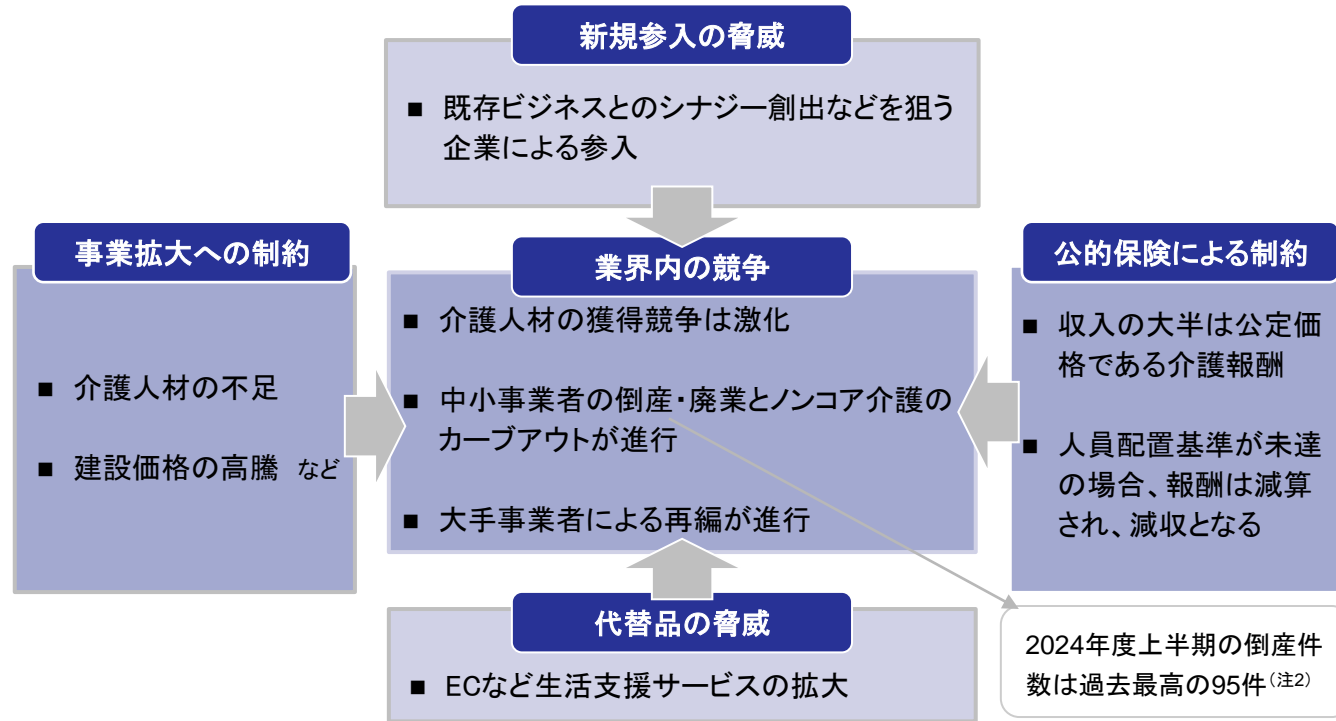 新規参入の脅威
■ 既存ビジネスとのシナジー創出などを狙う
企業による参入
事業拡大への制約
■ 介護人材の不足
■ 建設価格の高騰 など
業界内の競争
■ 介護人材の獲得競争は激化
■ 中小事業者の倒産・廃業とノンコア介護の
カーブアウトが進行
■ 大手事業者による再編が進行
公的保険による制約
■ 収入の大半は公定価
格である介護報酬
■ 人員配置基準が未達
の場合、報酬は減算
され、減収となる
代替品の脅威
■ ECなど生活支援サービスの拡大
2024年度上半期の倒産件
数は過去最高の95件(注2)